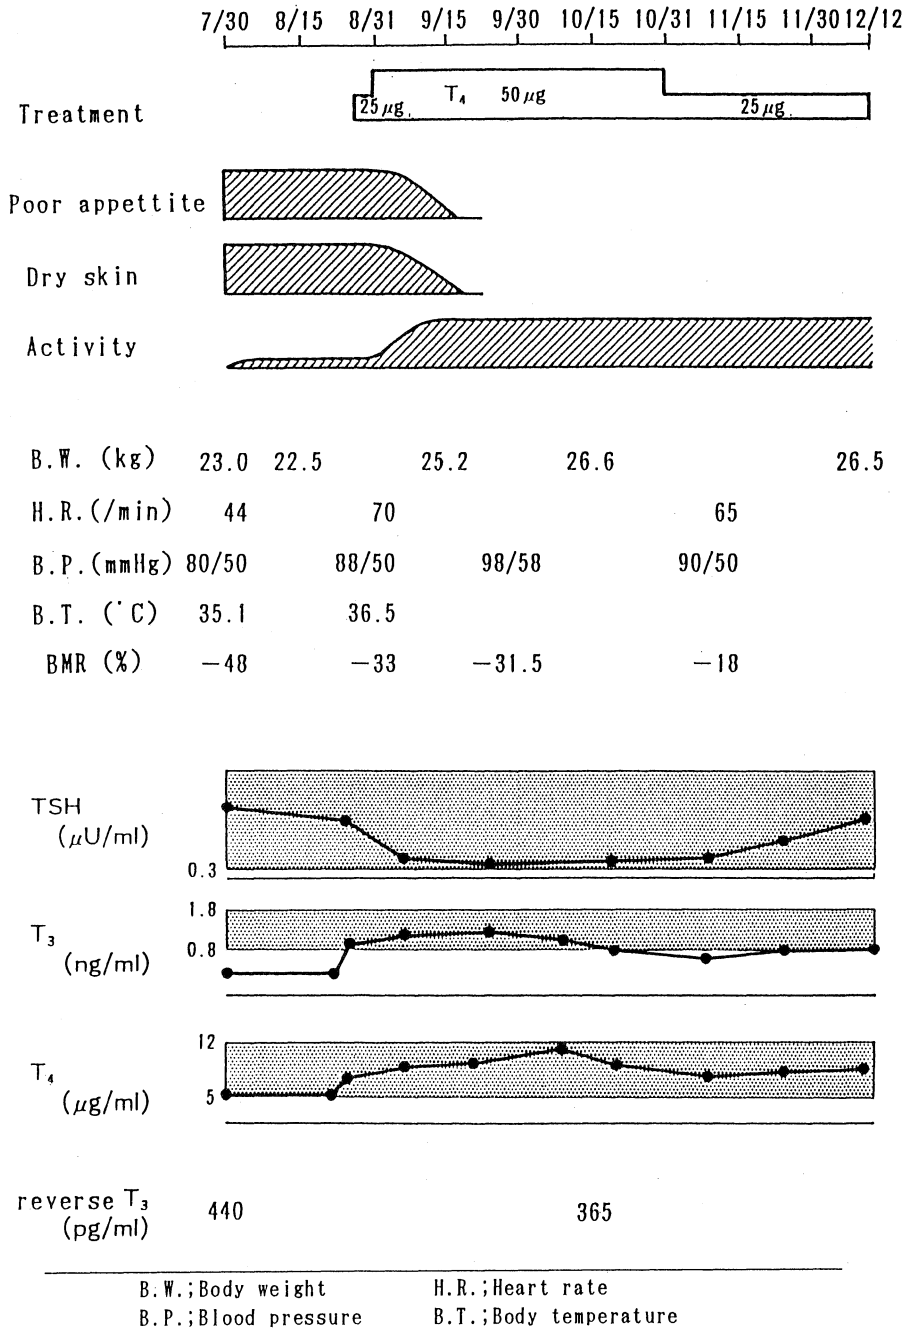 7/30 8/15 8/31 9/15 9/30 10/15 10/31 11/15 11/30 12/12
Treatment 25μg. T₄ 50μg 25μg.
Poor appettite
Dry skin
Activity
B.W. (kg) 23.0 22.5 25.2 26.6 26.5
H.R.(/min) 44 70 65
B.P.(mmHg) 80/50 88/50 98/58 90/50
B.T. (˚C) 35.1 36.5
BMR (%) −48 −33 −31.5 −18
TSH
(μU/ml)
0.3
1.8
T₃
(ng/ml) 0.8
12
T₄
(μg/ml) 5
reverse T₃
(pg/ml) 440 365
B.W.;Body weight H.R.;Heart rate
B.P.;Blood pressure B.T.;Body temperature